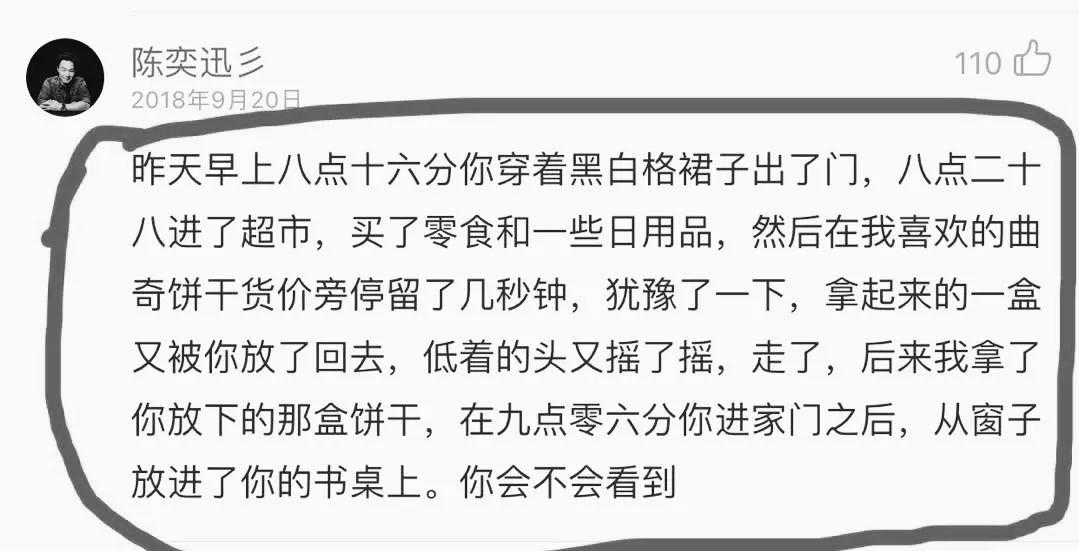 陈奕迅彡
110
2018年9月20日
昨天早上八点十六分你穿着黑白格裙子出了门，八点二十
八进了超市，买了零食和一些日用品，然后在我喜欢的曲
奇饼干货价旁停留了几秒钟，犹豫了一下，拿起来的一盒
又被你放了回去，低着的头又摇了摇，走了，后来我拿了
你放下的那盒饼干，在九点零六分你进家门之后，从窗子
放进了你的书桌上。你会不会看到